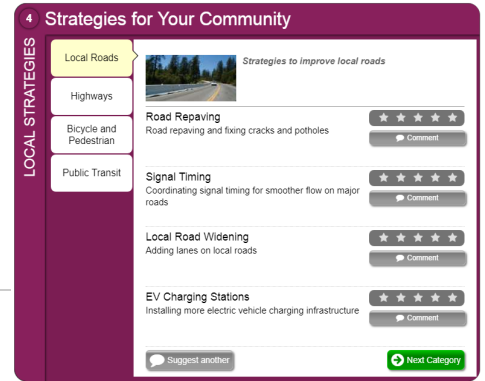 4 Strategies for Your Community
LOCAL STRATEGIES
Local Roads
Highways
Bicycle and
Pedestrian
Public Transit
Strategies to improve local roads
Road Repaving
Road repaving and fixing cracks and potholes
Comment
Signal Timing
Coordinating signal timing for smoother flow on major
roads
Comment
Local Road Widening
Adding lanes on local roads
Comment
EV Charging Stations
Installing more electric vehicle charging infrastructure
Comment
Suggest another
Next Category